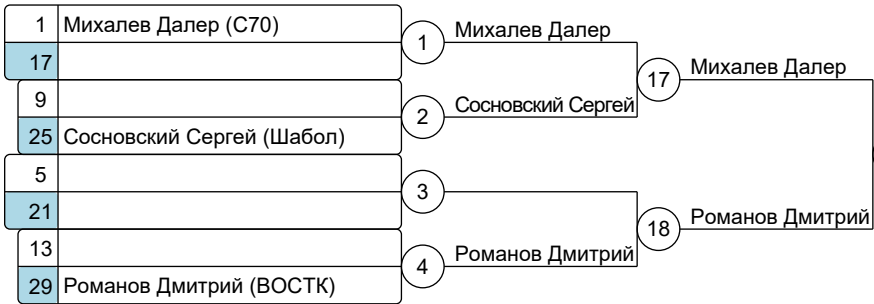 1 Михалев Далер (С70)
17
9
25 Сосновский Сергей (Шабол)
5
21
13
29 Романов Дмитрий (ВОСТК)
1 Михалев Далер
2 Сосновский Сергей
3
4 Романов Дмитрий
17 Михалев Далер
18 Романов Дмитрий